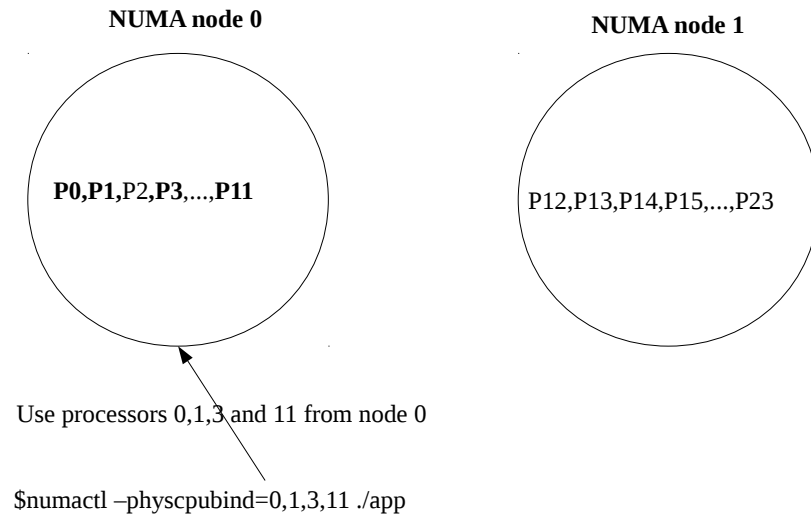 NUMA node 0
NUMA node 1
P0,P1,P2,P3,...,P11
P12,P13,P14,P15,...,P23
Use processors 0,1,3 and 11 from node 0
$numactl –physcpubind=0,1,3,11 ./app